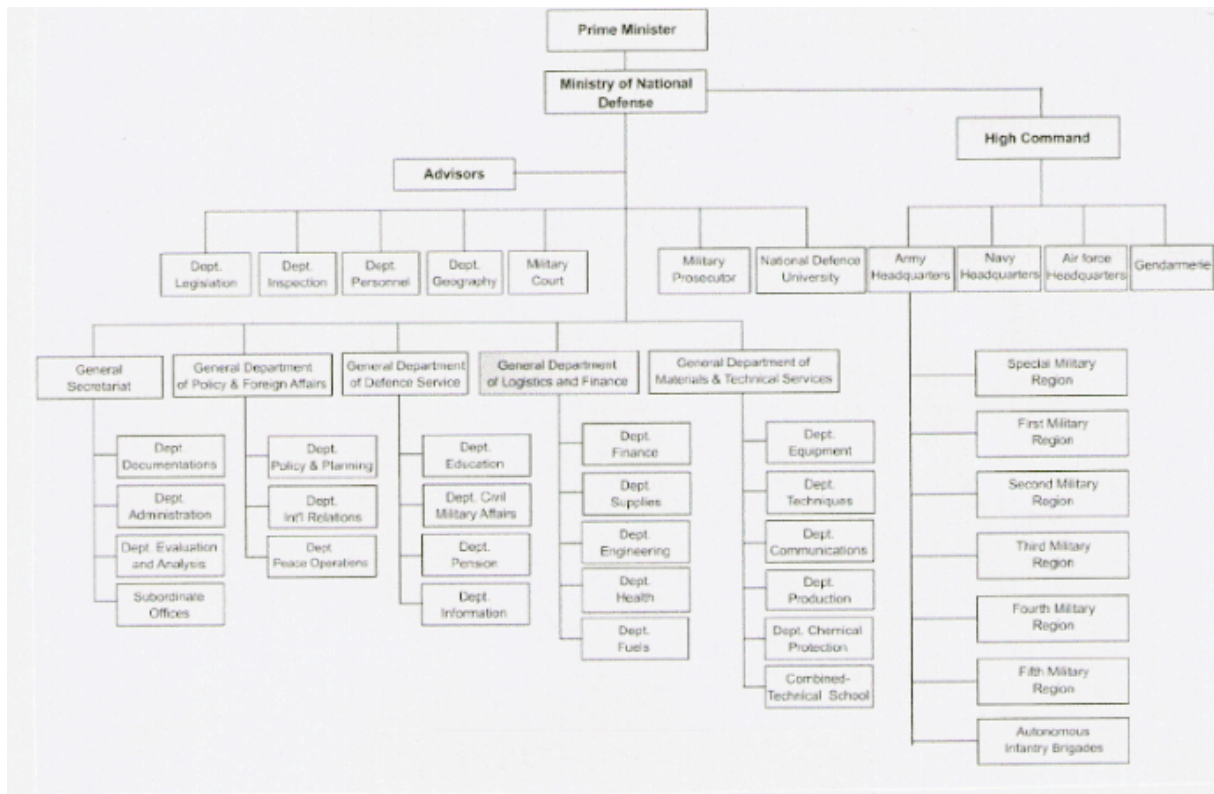 Prime Minister
Ministry of National
Defense
High Command
Advisors
Dept.
Legislation
Dept.
Inspection
Dept.
Personnel
Dept.
Geography
Military
Court
Military
Prosecutor
National Defence
University
Army
Headquarters
Navy
Headquarters
Air force
Headquarters
Gendarmerie
General
Secretariat
General Department
of Policy & Foreign Affairs
General Department
of Defence Service
General Department
of Logistics and Finance
General Department of
Materials & Technical Services
Dept.
Documentations
Dept.
Administration
Dept. Evaluation
and Analysis
Subordinate
Offices
Dept.
Policy & Planning
Dept.
Int'l Relations
Dept
Peace Operations
Dept.
Education
Dept. Civil
Military Affairs
Dept.
Pension
Dept.
Information
Dept.
Finance
Dept.
Supplies
Dept.
Engineering
Dept.
Health
Dept.
Fuels
Dept.
Equipment
Dept.
Techniques
Dept.
Communications
Dept.
Production
Dept. Chemical
Protection
Combined-
Technical School
Special Military
Region
First Military
Region
Second Military
Region
Third Military
Region
Fourth Military
Region
Fifth Military
Region
Autonomous
Infantry Brigades